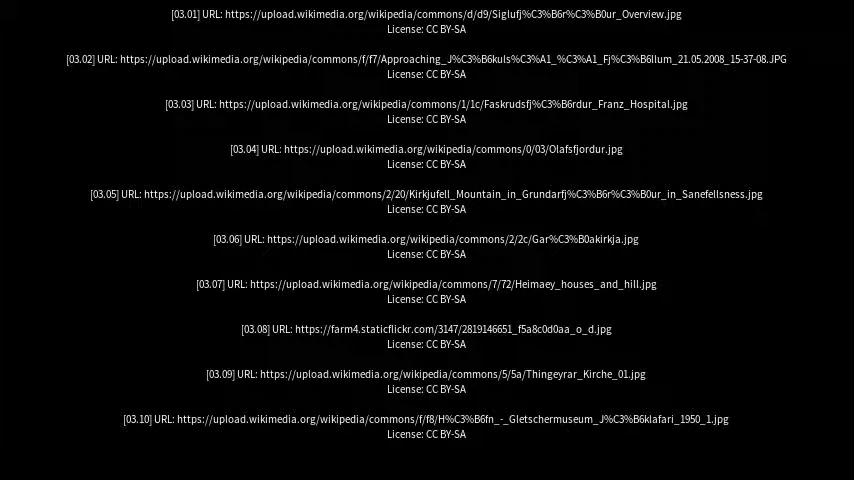 [03.01] URL: https://upload.wikimedia.org/wikipedia/commons/d/d9/Siglufj%C3%B6r%C3%B0ur_Overview.jpg
License: CC BY-SA
[03.02] URL: https://upload.wikimedia.org/wikipedia/commons/f/f7/Approaching_J%C3%B6kuls%C3%A1_%C3%A1_Fj%C3%B6llum_21.05.2008_15-37-08.JPG
License: CC BY-SA
[03.03] URL: https://upload.wikimedia.org/wikipedia/commons/1/1c/Faskrudsfj%C3%B6rdur_Franz_Hospital.jpg
License: CC BY-SA
[03.04] URL: https://upload.wikimedia.org/wikipedia/commons/0/03/Olafsfjordur.jpg
License: CC BY-SA
[03.05] URL: https://upload.wikimedia.org/wikipedia/commons/2/20/Kirkjufell_Mountain_in_Grundarfj%C3%B6r%C3%B0ur_in_Sanefellsness.jpg
License: CC BY-SA
[03.06] URL: https://upload.wikimedia.org/wikipedia/commons/2/2c/Gar%C3%B0akirkja.jpg
License: CC BY-SA
[03.07] URL: https://upload.wikimedia.org/wikipedia/commons/7/72/Heimaey_houses_and_hill.jpg
License: CC BY-SA
[03.08] URL: https://farm4.staticflickr.com/3147/2819146651_f5a8c0d0aa_o_d.jpg
License: CC BY-SA
[03.09] URL: https://upload.wikimedia.org/wikipedia/commons/5/5a/Thingeyrar_Kirche_01.jpg
License: CC BY-SA
[03.10] URL: https://upload.wikimedia.org/wikipedia/commons/f/f8/H%C3%B6fn_-_Gletschermuseum_J%C3%B6klafari_1950_1.jpg
License: CC BY-SA